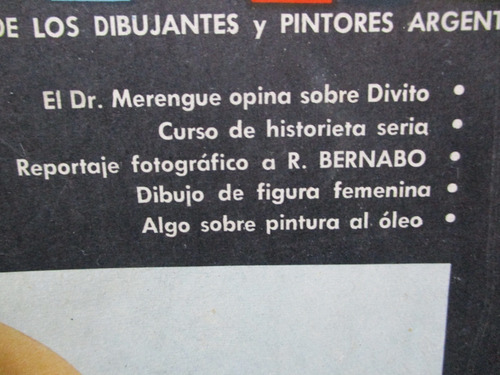 DE LOS DIBUJANTES y PINTORES ARGENT
El Dr. Merengue opina sobre Divito •
Curso de historieta seria •
Reportaje fotográfico a R. BERNABO •
Dibujo de figura femenina •
Algo sobre pintura al óleo •